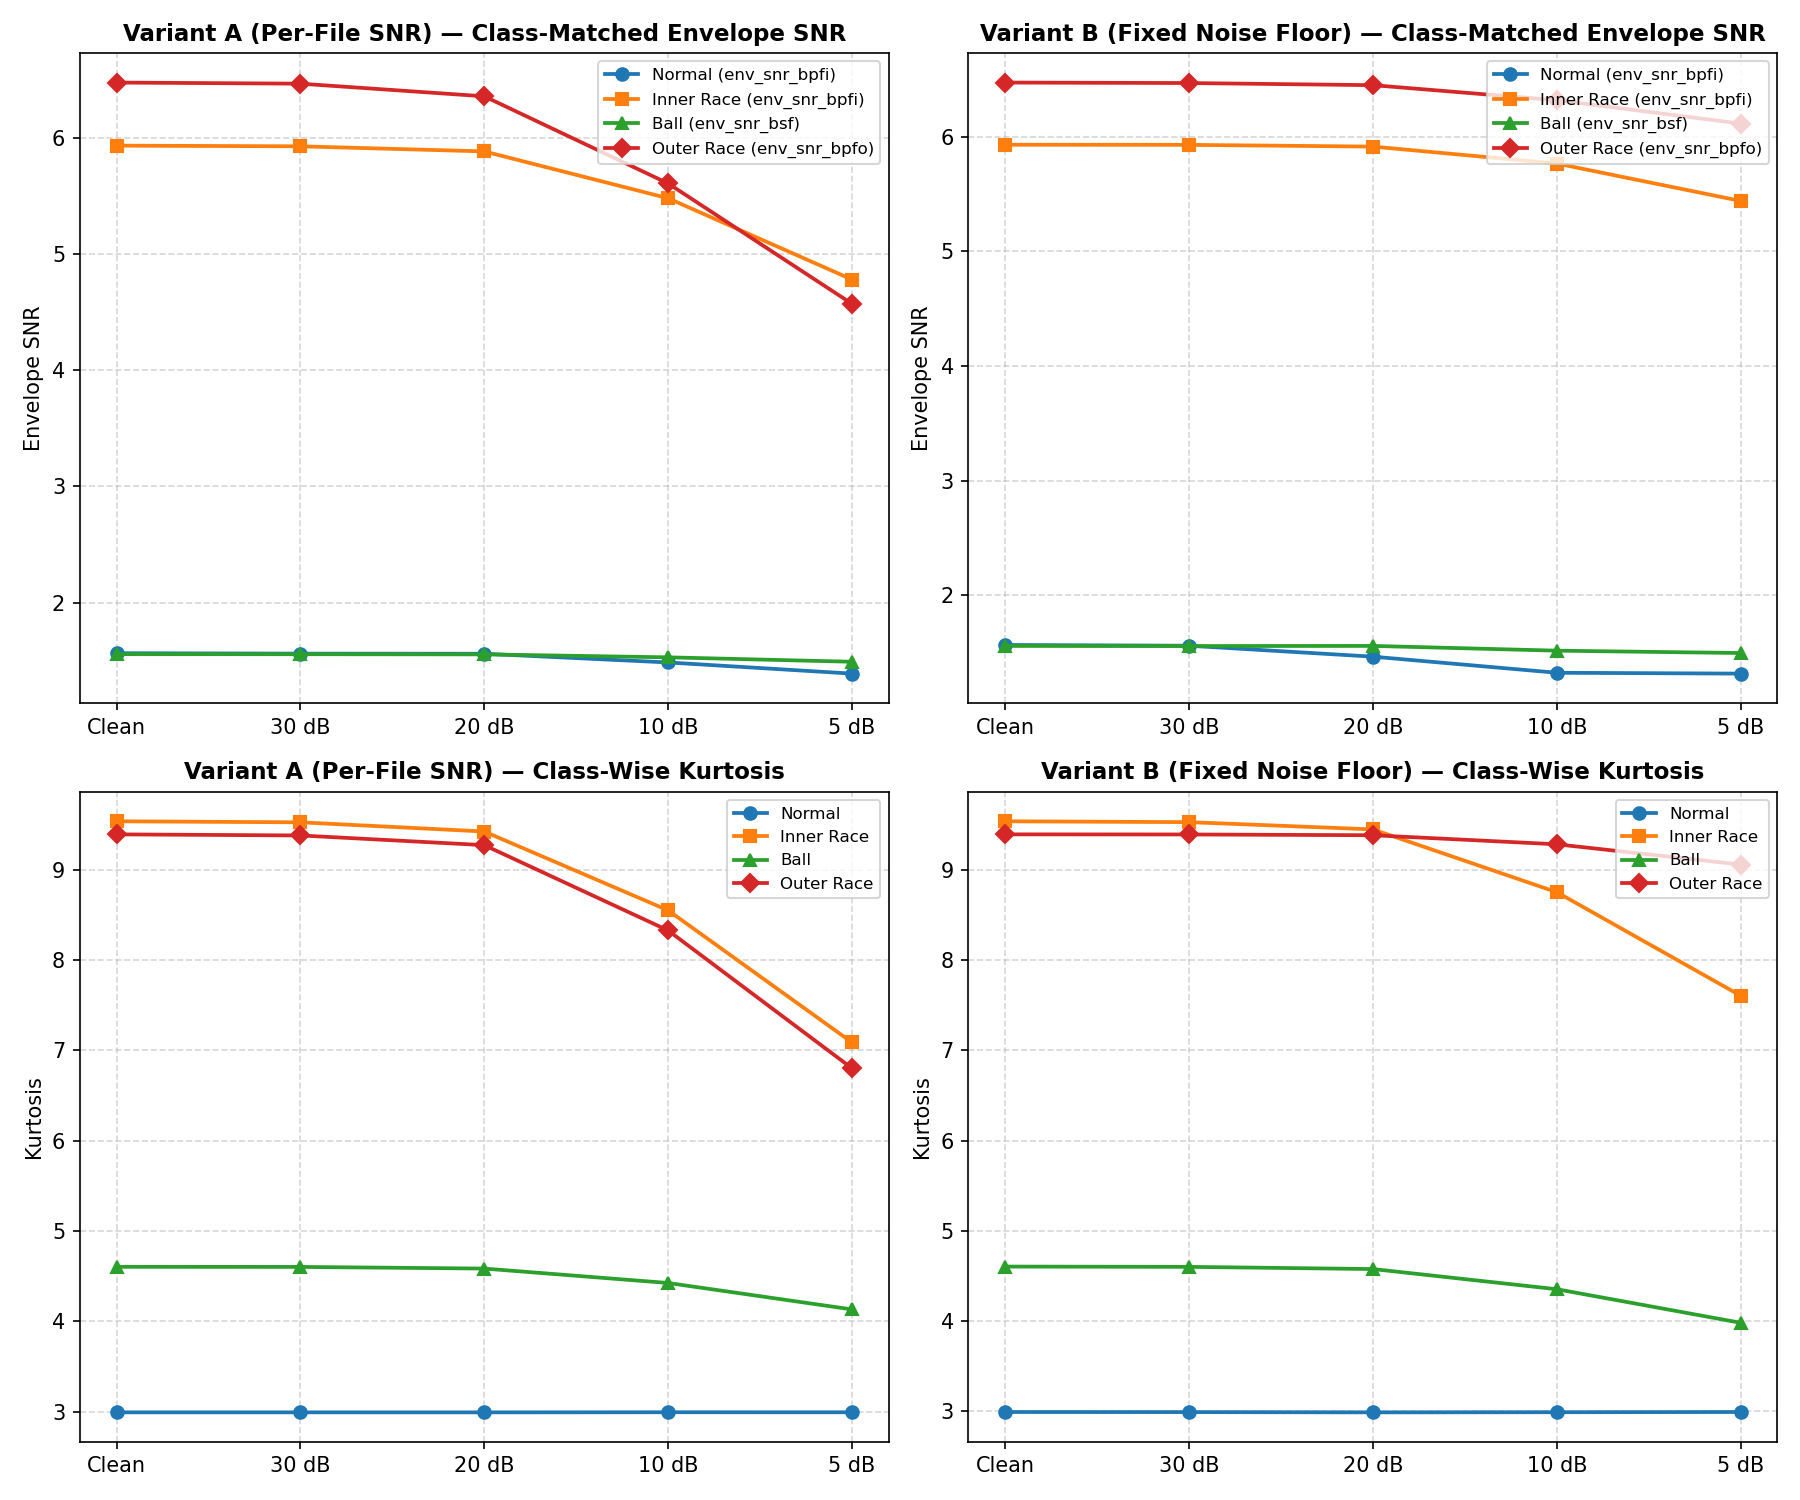 Variant A (Per-File SNR) — Class-Matched Envelope SNR
Normal (env_snr_bpfi)
Inner Race (env_snr_bpfi)
Ball (env_snr_bsf)
Outer Race (env_snr_bpfo)
Envelope SNR
6
5
4
3
2
Clean
30 dB
20 dB
10 dB
5 dB
Variant B (Fixed Noise Floor) — Class-Matched Envelope SNR
Normal (env_snr_bpfi)
Inner Race (env_snr_bpfi)
Ball (env_snr_bsf)
Outer Race (env_snr_bpfo)
Envelope SNR
6
5
4
3
2
Clean
30 dB
20 dB
10 dB
5 dB
Variant A (Per-File SNR) — Class-Wise Kurtosis
Normal
Inner Race
Ball
Outer Race
Kurtosis
9
8
7
6
5
4
3
Clean
30 dB
20 dB
10 dB
5 dB
Variant B (Fixed Noise Floor) — Class-Wise Kurtosis
Normal
Inner Race
Ball
Outer Race
Kurtosis
9
8
7
6
5
4
3
Clean
30 dB
20 dB
10 dB
5 dB